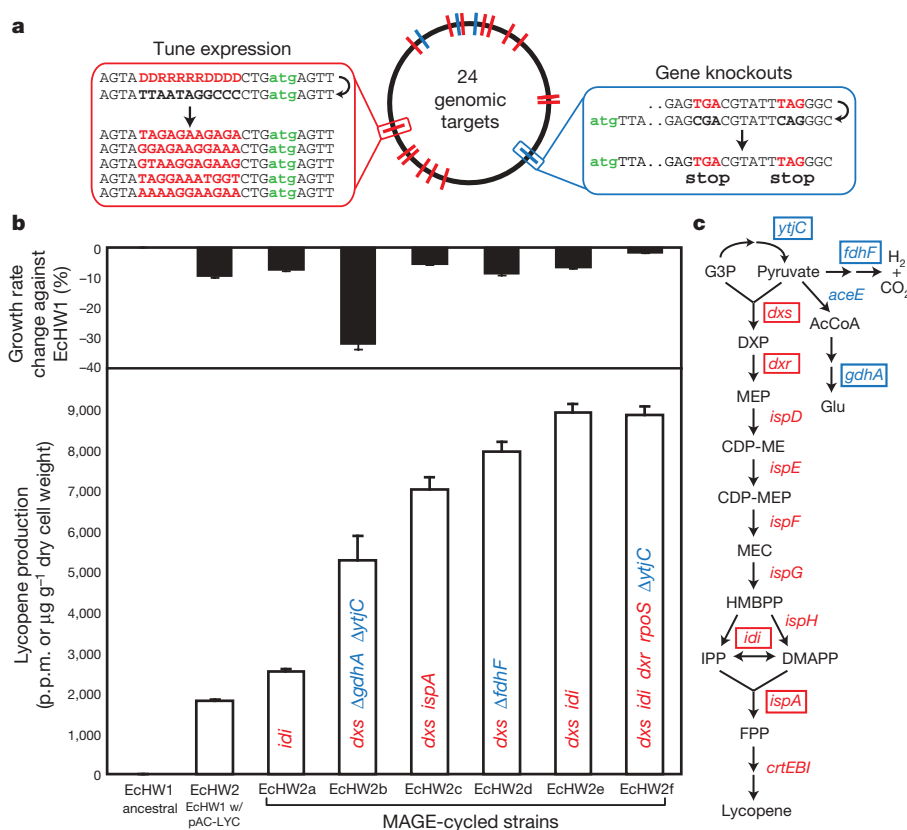 a
Tune expression
AGTADDRRRRRDDDDCTGatgAGTT
AGTATTAATAGGCCCCTGatgAGTT
AGTATAGAGAAGAGACTGatgAGTT
AGTAGGAGAAGGAAACTGatgAGTT
AGTAGTAAGGAGAAGCTGatgAGTT
AGTATAGGAAATGGTCTGatgAGTT
AGTAAAAAGGAAGAACTGatgAGTT
24
genomic
targets
Gene knockouts
..GAGTGACGTATTTAGGGC
atgTTA..GAGCGACGTATTCAGGGC
atgTTA..GAGTGACGTATTTAGGGC
stop stop
b
Growth rate
change against
EcHW1 (%)
0
−10
−20
−30
−40
Lycopene production
(p.p.m. or µg g−1 dry cell weight)
9,000
8,000
7,000
6,000
5,000
4,000
3,000
2,000
1,000
0
idi
dxs ΔgdhA ΔytjC
dxs ispA
dxs ΔfdhF
dxs idi
dxs idi dxr rpoS ΔytjC
EcHW1
ancestral
EcHW2
EcHW1 w/
pAC-LYC
EcHW2a EcHW2b EcHW2c EcHW2d EcHW2e EcHW2f
MAGE-cycled strains
c
ytjC
G3P
Pyruvate
fdhF
H2
+
CO2
aceE
dxs
AcCoA
DXP
dxr
gdhA
MEP
Glu
ispD
CDP-ME
ispE
CDP-MEP
ispF
MEC
ispG
HMBPP
ispH
idi
IPP
DMAPP
ispA
FPP
crtEBI
Lycopene